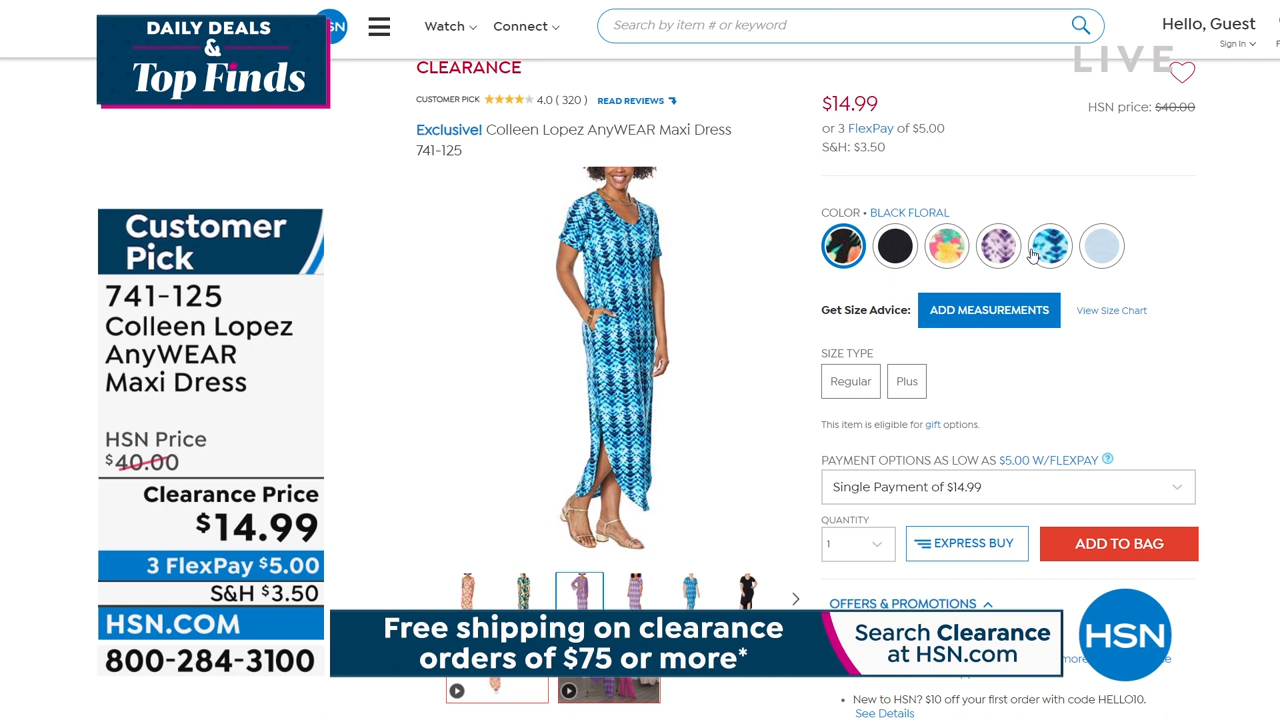 DAILY DEALS
&
Top Finds
SN
Watch
Connect
Search by item # or keyword
Hello, Guest
Sign In
LIVE
CLEARANCE
CUSTOMER PICK 4.0 ( 320 ) READ REVIEWS
Exclusive! Colleen Lopez AnyWEAR Maxi Dress
741-125
$14.99
HSN price: $40.00
or 3 FlexPay of $5.00
S&H: $3.50
COLOR • BLACK FLORAL
Get Size Advice: ADD MEASUREMENTS View Size Chart
SIZE TYPE
Regular
Plus
This item is eligible for gift options.
PAYMENT OPTIONS AS LOW AS $5.00 W/FLEXPAY ?
Single Payment of $14.99
QUANTITY
1
EXPRESS BUY
ADD TO BAG
OFFERS & PROMOTIONS
New to HSN? $10 off your first order with code HELLO10.
See Details
Customer
Pick
741-125
Colleen Lopez
AnyWEAR
Maxi Dress
HSN Price
$40.00
Clearance Price
$14.99
3 FlexPay $5.00
S&H $3.50
HSN.COM
800-284-3100
Free shipping on clearance
orders of $75 or more*
Search Clearance
at HSN.com
HSN